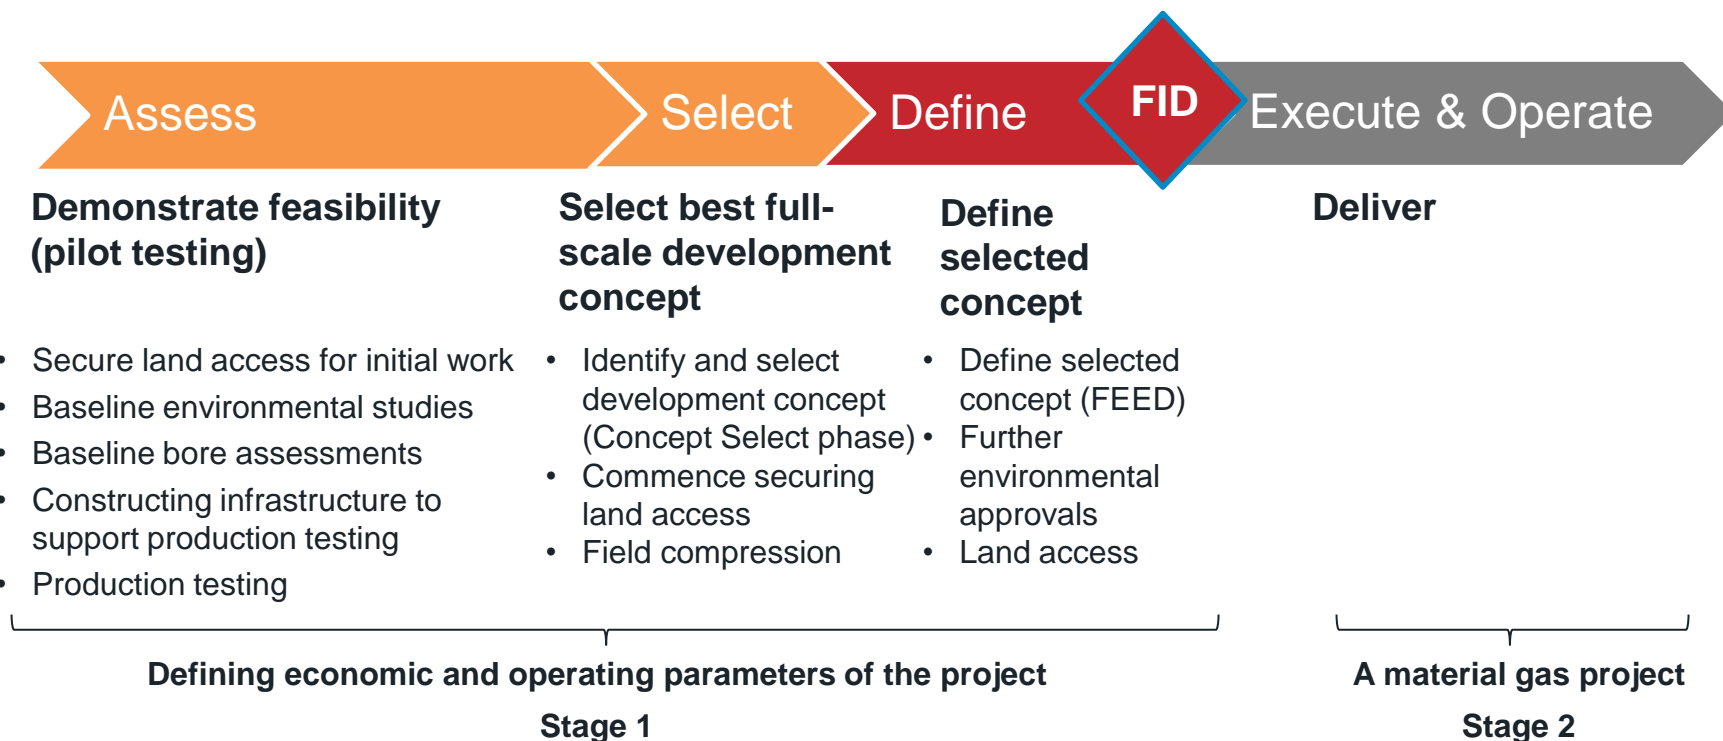 Assess
Select
Define
FID
Execute & Operate
Demonstrate feasibility
(pilot testing)
• Secure land access for initial work
• Baseline environmental studies
• Baseline bore assessments
• Constructing infrastructure to
support production testing
• Production testing
Select best full-
scale development
concept
• Identify and select
development concept
(Concept Select phase)
• Commence securing
land access
• Field compression
Define
selected
concept
• Define selected
concept (FEED)
• Further
environmental
approvals
• Land access
Deliver
Defining economic and operating parameters of the project
Stage 1
A material gas project
Stage 2